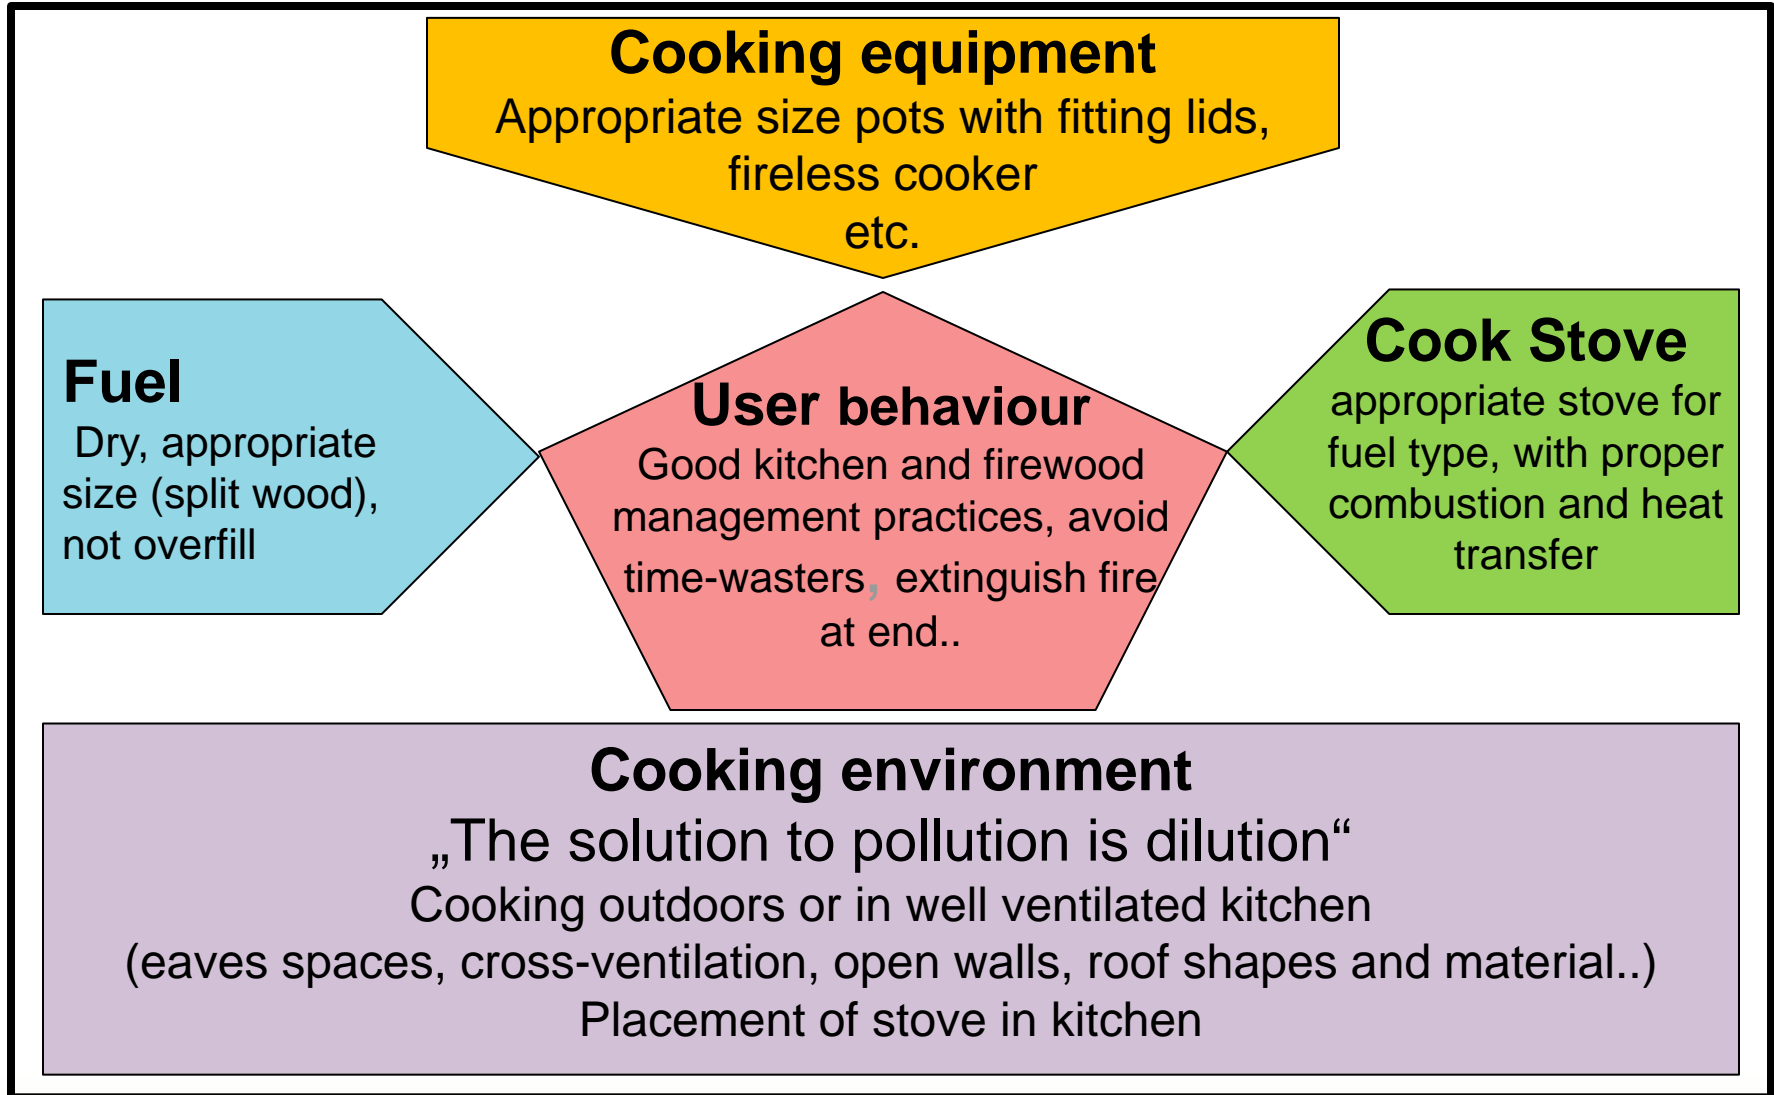 Cooking equipment
Appropriate size pots with fitting lids,
fireless cooker
etc.
Fuel
Dry, appropriate
size (split wood),
not overfill
User behaviour
Good kitchen and firewood
management practices, avoid
time-wasters, extinguish fire
at end..
Cook Stove
appropriate stove for
fuel type, with proper
combustion and heat
transfer
Cooking environment
„The solution to pollution is dilution“
Cooking outdoors or in well ventilated kitchen
(eaves spaces, cross-ventilation, open walls, roof shapes and material..)
Placement of stove in kitchen